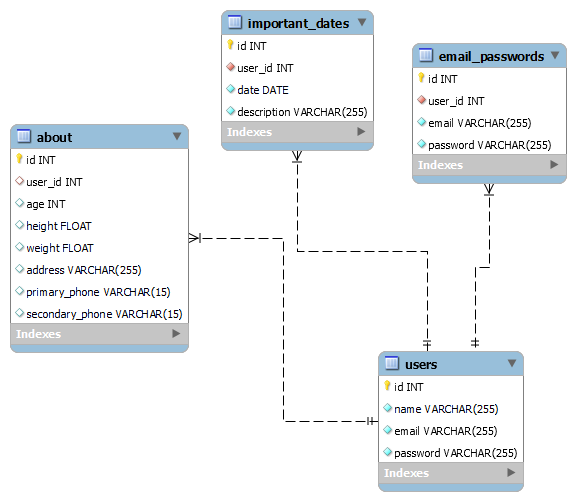 important_dates
id INT
user_id INT
date DATE
description VARCHAR(255)
Indexes
email_passwords
id INT
user_id INT
email VARCHAR(255)
password VARCHAR(255)
Indexes
about
id INT
user_id INT
age INT
height FLOAT
weight FLOAT
address VARCHAR(255)
primary_phone VARCHAR(15)
secondary_phone VARCHAR(15)
Indexes
users
id INT
name VARCHAR(255)
email VARCHAR(255)
password VARCHAR(255)
Indexes